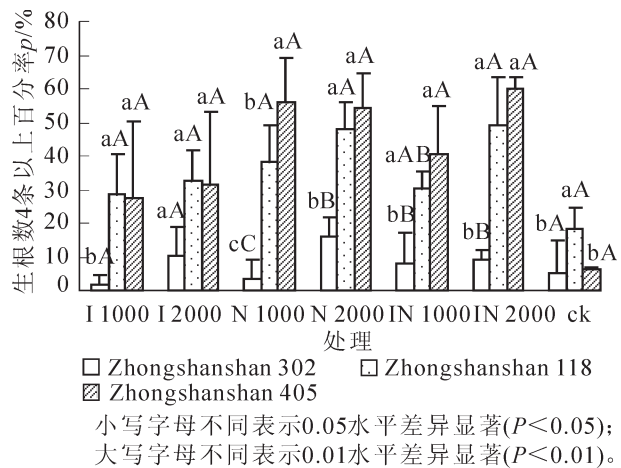 生根数4条以上百分率p/%
80
70
60
50
40
30
20
10
0
bA aA aA
aA aA aA
cC bA aA
bB aA aA
bB aAB aA
bB aA aA
bA aA bA
I 1000 I 2000 N 1000 N 2000 IN 1000 IN 2000 ck
处理
Zhongshanshan 302 Zhongshanshan 118
Zhongshanshan 405
小写字母不同表示0.05水平差异显著(P<0.05);
大写字母不同表示0.01水平差异显著(P<0.01)。